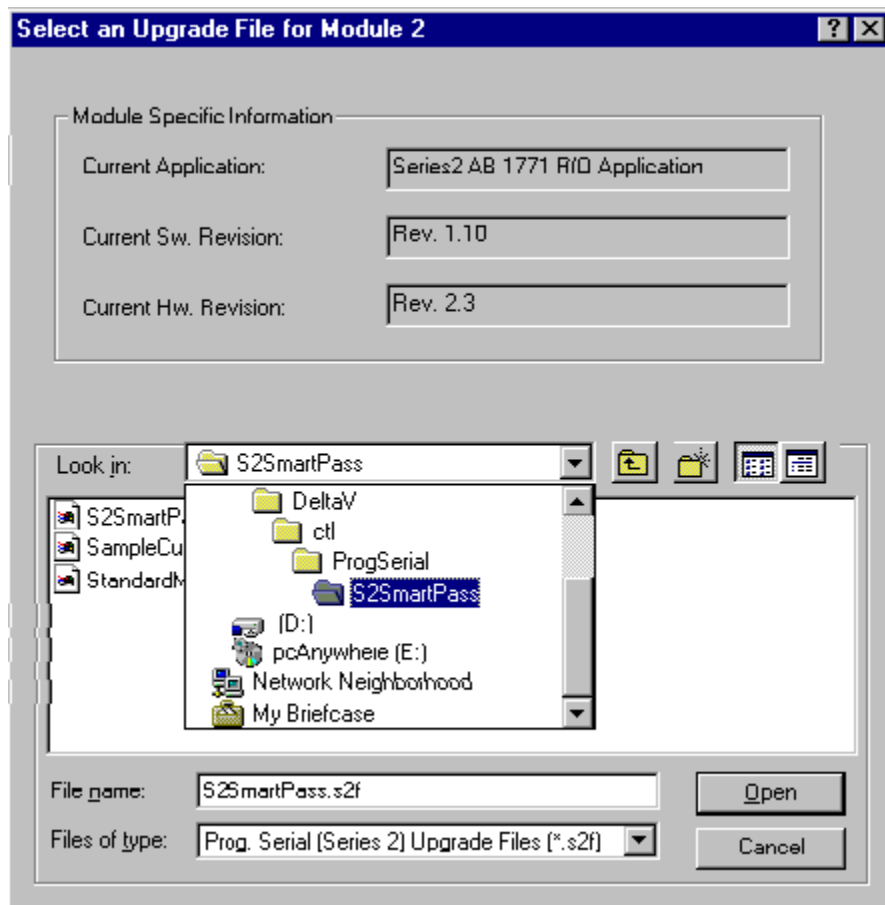 Select an Upgrade File for Module 2
Module Specific Information
Current Application: Series2 AB 1771 RIO Application
Current Sw. Revision: Rev. 1.10
Current Hw. Revision: Rev. 2.3
Look in: S2SmartPass
S2SmartP
SampleCu
StandardM
DeltaV
ctl
ProgSerial
S2SmartPass
(D:)
pcAnywhere (E:)
Network Neighborhood
My Briefcase
File name: S2SmartPass.s2f
Open
Files of type: Prog. Serial (Series 2) Upgrade Files (*.s2f)
Cancel